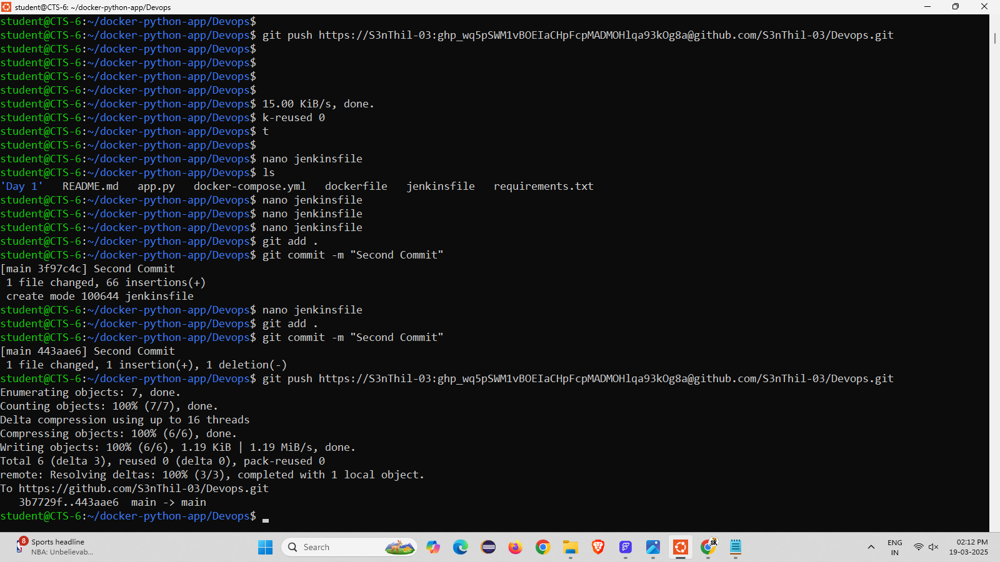 student@CTS-6: ~/docker-python-app/Devops
student@CTS-6:~/docker-python-app/Devops$
student@CTS-6:~/docker-python-app/Devops$ git push https://S3nThil-03: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@github.com/S3nThil-03/Devops.git
student@CTS-6:~/docker-python-app/Devops$
student@CTS-6:~/docker-python-app/Devops$
student@CTS-6:~/docker-python-app/Devops$
student@CTS-6:~/docker-python-app/Devops$
student@CTS-6:~/docker-python-app/Devops$ 15.00 KiB/s, done.
student@CTS-6:~/docker-python-app/Devops$ k-reused 0
student@CTS-6:~/docker-python-app/Devops$ t
student@CTS-6:~/docker-python-app/Devops$
student@CTS-6:~/docker-python-app/Devops$ nano jenkinsfile
student@CTS-6:~/docker-python-app/Devops$ ls
'Day 1'   README.md   app.py   docker-compose.yml   dockerfile   jenkinsfile   requirements.txt
student@CTS-6:~/docker-python-app/Devops$ nano jenkinsfile
student@CTS-6:~/docker-python-app/Devops$ nano jenkinsfile
student@CTS-6:~/docker-python-app/Devops$ nano jenkinsfile
student@CTS-6:~/docker-python-app/Devops$ git add .
student@CTS-6:~/docker-python-app/Devops$ git commit -m "Second Commit"
[main 3f97c4c] Second Commit
 1 file changed, 66 insertions(+)
 create mode 100644 jenkinsfile
student@CTS-6:~/docker-python-app/Devops$ nano jenkinsfile
student@CTS-6:~/docker-python-app/Devops$ git add .
student@CTS-6:~/docker-python-app/Devops$ git commit -m "Second Commit"
[main 443aae6] Second Commit
 1 file changed, 1 insertion(+), 1 deletion(-)
student@CTS-6:~/docker-python-app/Devops$ git push https://S3nThil-03: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@github.com/S3nThil-03/Devops.git
Enumerating objects: 7, done.
Counting objects: 100% (7/7), done.
Delta compression using up to 16 threads
Compressing objects: 100% (6/6), done.
Writing objects: 100% (6/6), 1.19 KiB | 1.19 MiB/s, done.
Total 6 (delta 3), reused 0 (delta 0), pack-reused 0
remote: Resolving deltas: 100% (3/3), completed with 1 local object.
To https://github.com/S3nThil-03/Devops.git
   3b7729f..443aae6  main -> main
student@CTS-6:~/docker-python-app/Devops$
8
Sports headline
NBA: Unbelievab...
Search
SK
ENG
IN
02:12 PM
19-03-2025